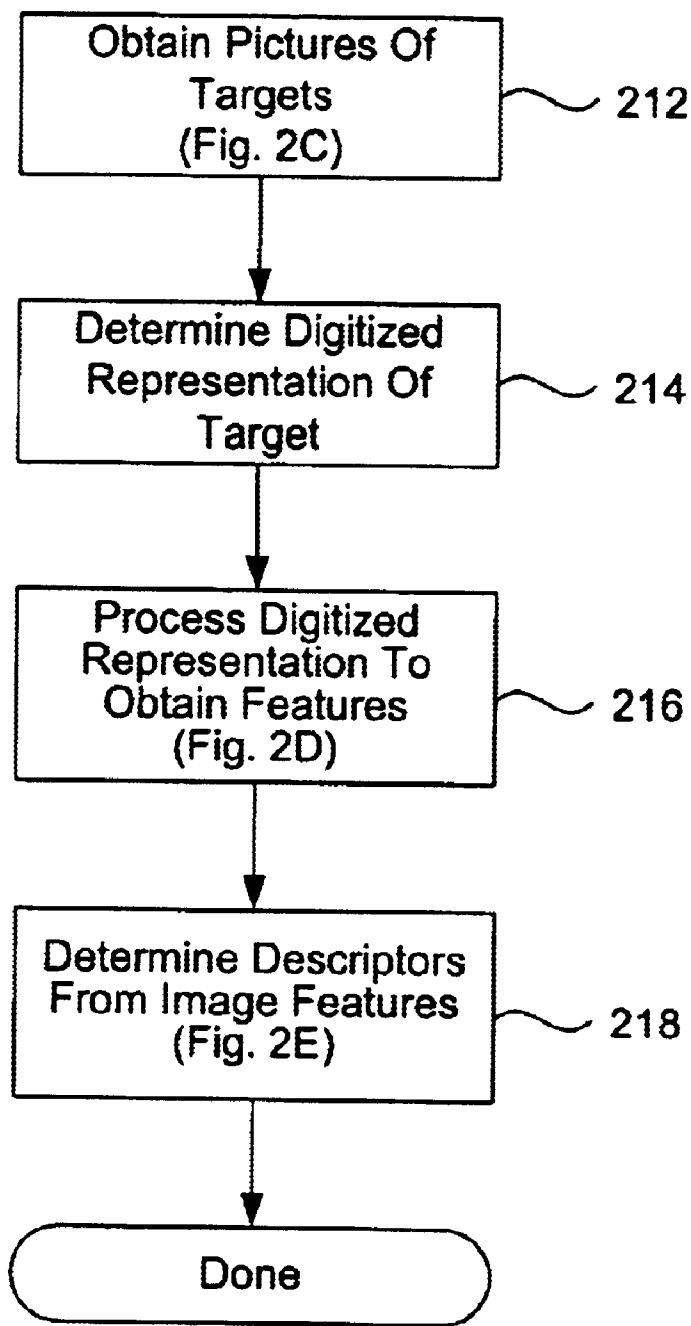 Obtain Pictures Of
Targets
(Fig. 2C)
212
Determine Digitized
Representation Of
Target
214
Process Digitized
Representation To
Obtain Features
(Fig. 2D)
216
Determine Descriptors
From Image Features
(Fig. 2E)
218
Done